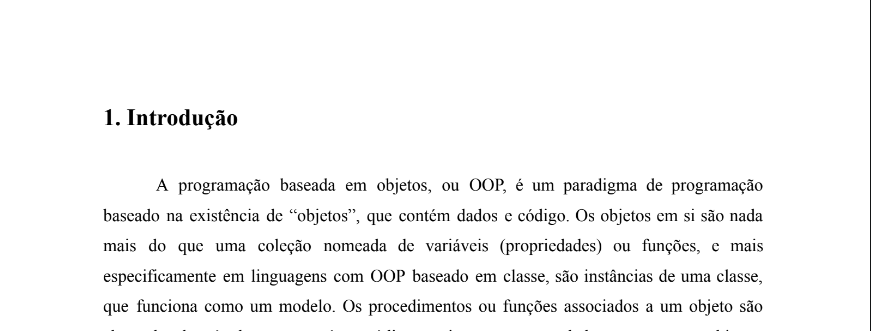 1. Introdução
A programação baseada em objetos, ou OOP, é um paradigma de programação
baseado na existência de “objetos”, que contém dados e código. Os objetos em si são nada
mais do que uma coleção nomeada de variáveis (propriedades) ou funções, e mais
especificamente em linguagens com OOP baseado em classe, são instâncias de uma classe,
que funciona como um modelo. Os procedimentos ou funções associados a um objeto são